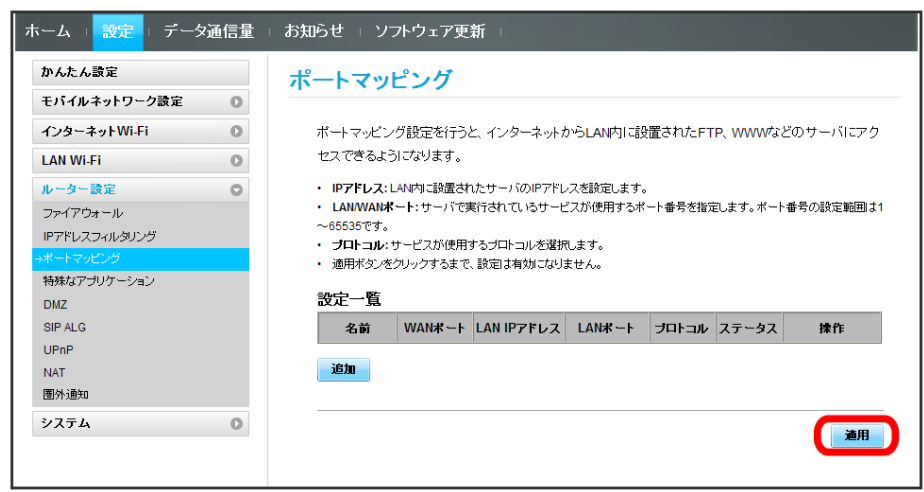 ホーム 設定 データ通信量 お知らせ ソフトウェア更新
かんたん設定
モバイルネットワーク設定
インターネットWi-Fi
LAN Wi-Fi
ルーター設定
ファイアウォール
IPアドレスフィルタリング
→ポートマッピング
特殊なアプリケーション
DMZ
SIP ALG
UPnP
NAT
圏外通知
システム
ポートマッピング
ポートマッピング設定を行うと、インターネットからLAN内に設置されたFTP、WWWなどのサーバにアク
セスできるようになります。
・ IPアドレス: LAN内に設置されたサーバのIPアドレスを設定します。
・ LAN/WANポート: サーバで実行されているサービスが使用するポート番号を指定します。ポート番号の設定範囲は1
～65535です。
・ プロトコル: サービスが使用するプロトコルを選択します。
・ 適用ボタンをクリックするまで、設定は有効になりません。
設定一覧
名前 WANポート LAN IPアドレス LANポート プロトコル ステータス 操作
追加
適用